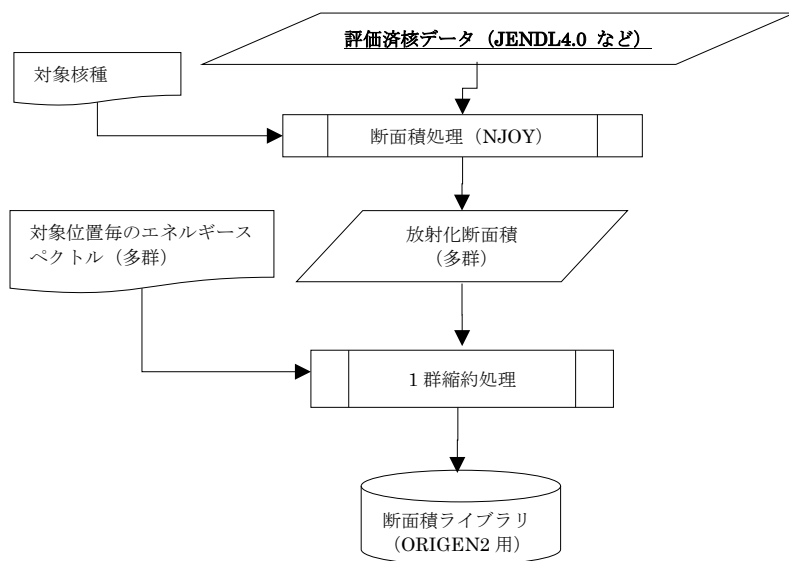 評価済核データ（JENDL4.0 など）
対象核種
断面積処理（NJOY）
対象位置毎のエネルギース
ペクトル（多群）
放射化断面積
（多群）
1 群縮約処理
断面積ライブラリ
（ORIGEN2 用）